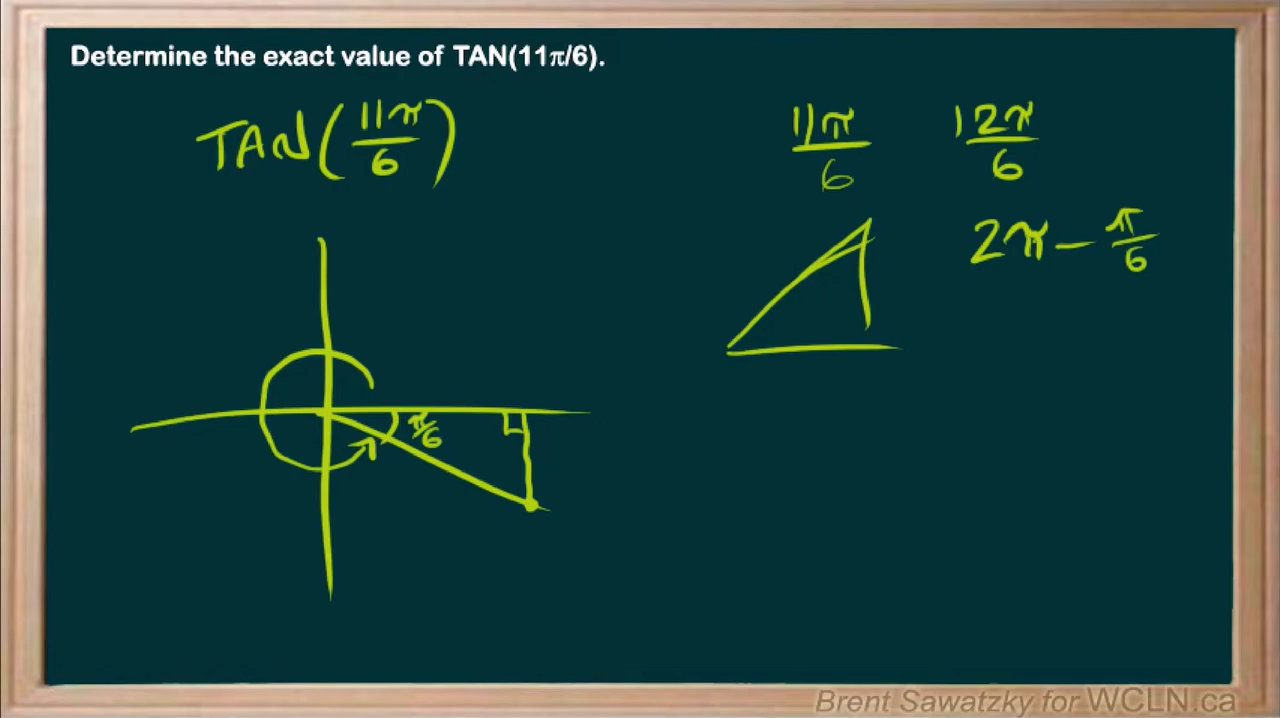 Determine the exact value of TAN(11π/6).
TAN(11π/6)
11π/6 12π/6
2π - π/6
π/6
Brent Sawatzky for WCLN.ca